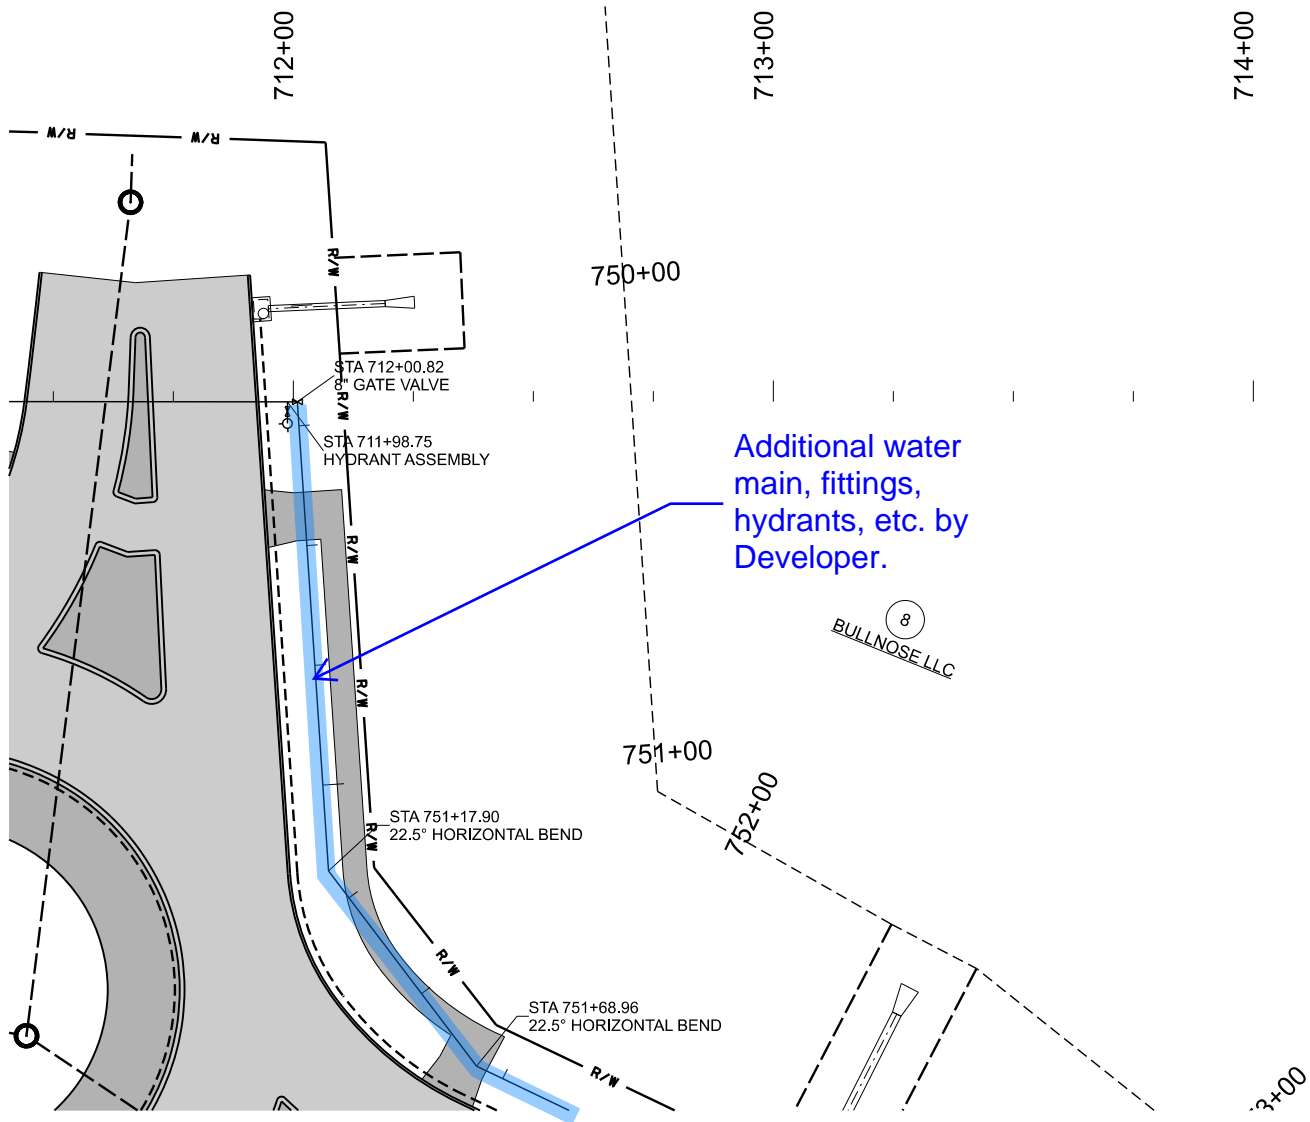 712+00
713+00
714+00
R/W
R/W
R/W
750+00
STA 712+00.82
8" GATE VALVE
R/W
STA 711+98.75
HYDRANT ASSEMBLY
Additional water
main, fittings,
hydrants, etc. by
Developer.
R/W
8
BULLNOSE LLC
R/W
751+00
752+00
STA 751+17.90
22.5° HORIZONTAL BEND
R/W
R/W
STA 751+68.96
22.5° HORIZONTAL BEND
R/W
3+00